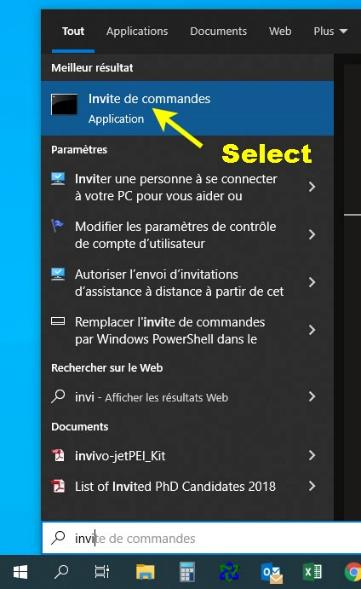 Tout Applications Documents Web Plus
Meilleur résultat
Invite de commandes
Application
Select
Paramètres
Inviter une personne à se connecter
à votre PC pour vous aider ou
Modifier les paramètres de contrôle
de compte d'utilisateur
Autoriser l'envoi d'invitations
d'assistance à distance à partir de cet
Remplacer l'invite de commandes
par Windows PowerShell dans le
Rechercher sur le Web
invi - Afficher les résultats Web
Documents
invivo-jetPEI_Kit
List of Invited PhD Candidates 2018
invite de commandes